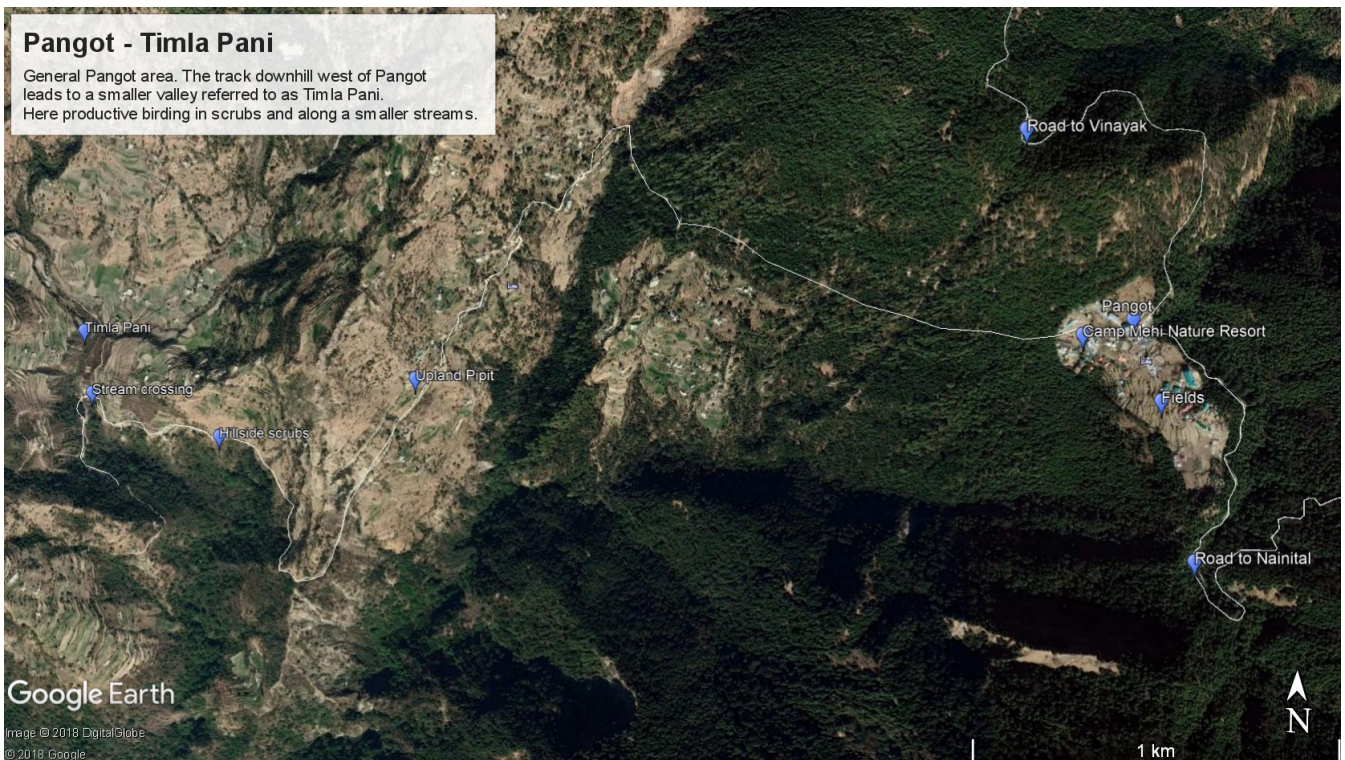 Pangot - Timla Pani
General Pangot area. The track downhill west of Pangot
leads to a smaller valley referred to as Timla Pani.
Here productive birding in scrubs and along a smaller streams.
Road to Vinayak
Pangot
Timla Pani
Camp Mehi Nature Resort
Upland Pipit
Stream crossing
Fields
Hillside scrubs
Road to Nainital
Google Earth
Image © 2018 DigitalGlobe
© 2018 Google
N
1 km